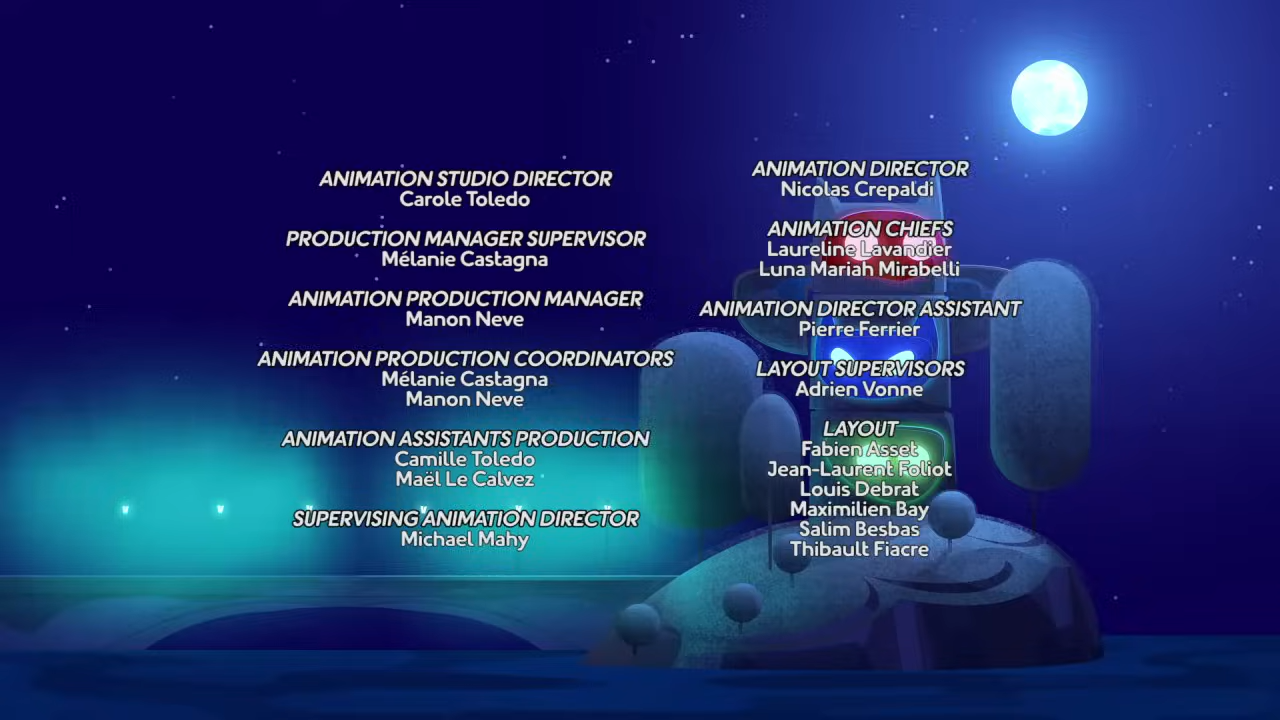 ANIMATION STUDIO DIRECTOR
Carole Toledo
PRODUCTION MANAGER SUPERVISOR
Mélanie Castagna
ANIMATION PRODUCTION MANAGER
Manon Neve
ANIMATION PRODUCTION COORDINATORS
Mélanie Castagna
Manon Neve
ANIMATION ASSISTANTS PRODUCTION
Camille Toledo
Maël Le Calvez
SUPERVISING ANIMATION DIRECTOR
Michael Mahy
ANIMATION DIRECTOR
Nicolas Crepaldi
ANIMATION CHIEFS
Laureline Lavandier
Luna Mariah Mirabelli
ANIMATION DIRECTOR ASSISTANT
Pierre Ferrier
LAYOUT SUPERVISORS
Adrien Vonne
LAYOUT
Fabien Asset
Jean-Laurent Foliot
Louis Debrat
Maximilien Bay
Salim Besbas
Thibault Fiacre